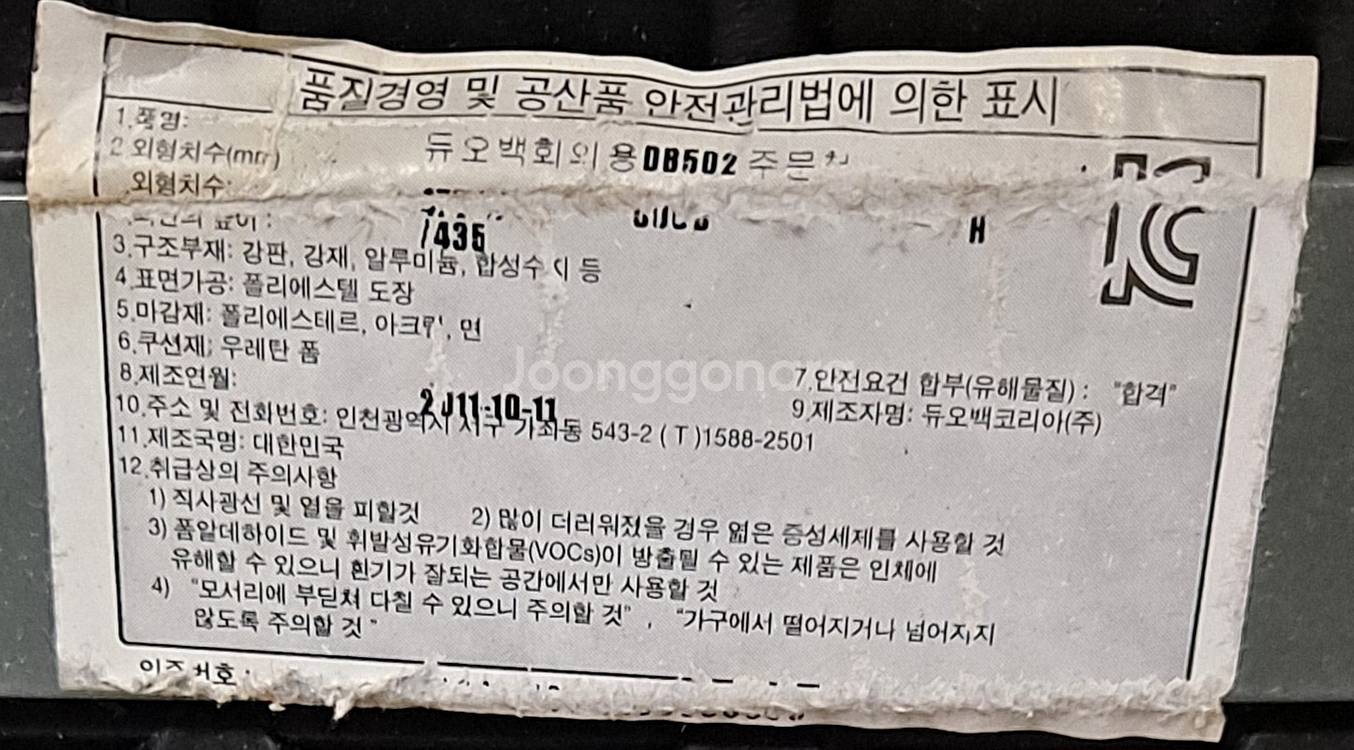 품질경영 및 공산품 안전관리법에 의한 표시
1.품명:
듀오백회의용DB502 주문
2 외형치수(mm)
외형치수:
높이 :
/435
H
3.구조부재: 강판, 강재, 알루미늄, 합성수지 등
4.표면가공: 폴리에스텔 도장
5.마감재: 폴리에스테르, 아크릴, 면
6.쿠션재; 우레탄 폼
Joonggonara
7.안전요건 합부(유해물질) : "합격"
8.제조연월:
2011-10-11
9.제조자명: 듀오백코리아(주)
10.주소 및 전화번호: 인천광역시 서구 가좌동 543-2 ( T )1588-2501
11.제조국명: 대한민국
12.취급상의 주의사항
1) 직사광선 및 열을 피할것 2) 많이 더러워졌을 경우 엷은 중성세제를 사용할 것
3) 폼알데하이드 및 휘발성유기화합물(VOCs)이 방출될 수 있는 제품은 인체에
유해할 수 있으니 환기가 잘되는 공간에서만 사용할 것
4) "모서리에 부딛쳐 다칠 수 있으니 주의할 것" , "가구에서 떨어지거나 넘어지지
않도록 주의할 것"
인증번호 :